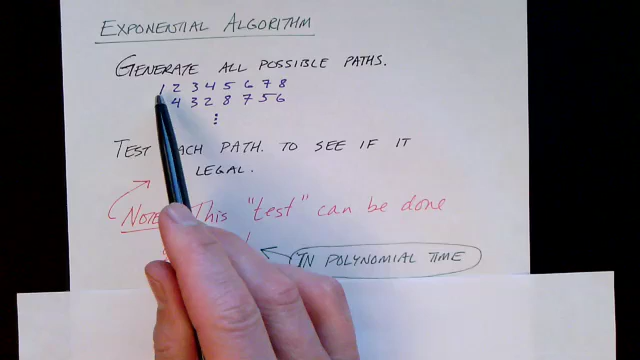 EXPONENTIAL ALGORITHM
GENERATE ALL POSSIBLE PATHS.
1 2 3 4 5 6 7 8
4 3 2 8 7 5 6
TEST EACH PATH. TO SEE IF IT
LEGAL.
NOTE This "test" can be done
IN POLYNOMIAL TIME